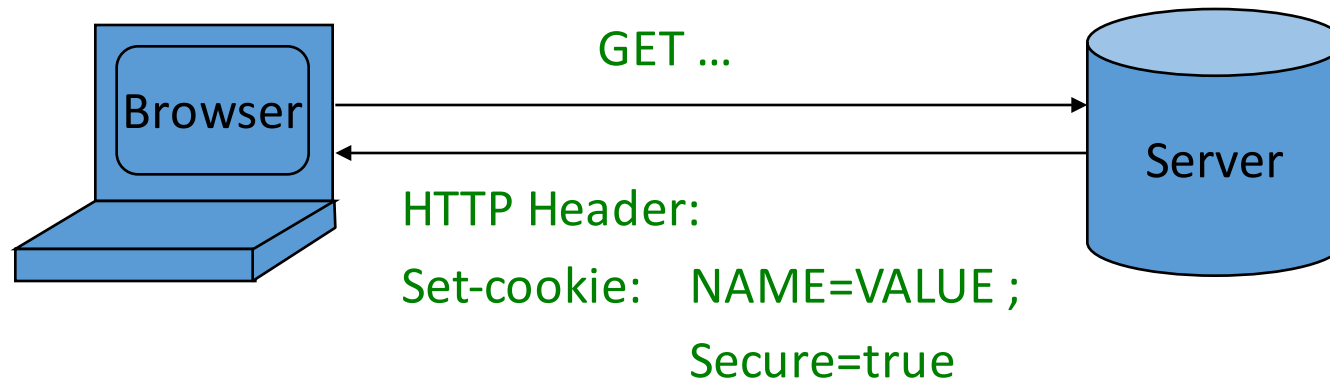 GET ...
Browser
Server
HTTP Header:
Set-cookie: NAME=VALUE ;
Secure=true